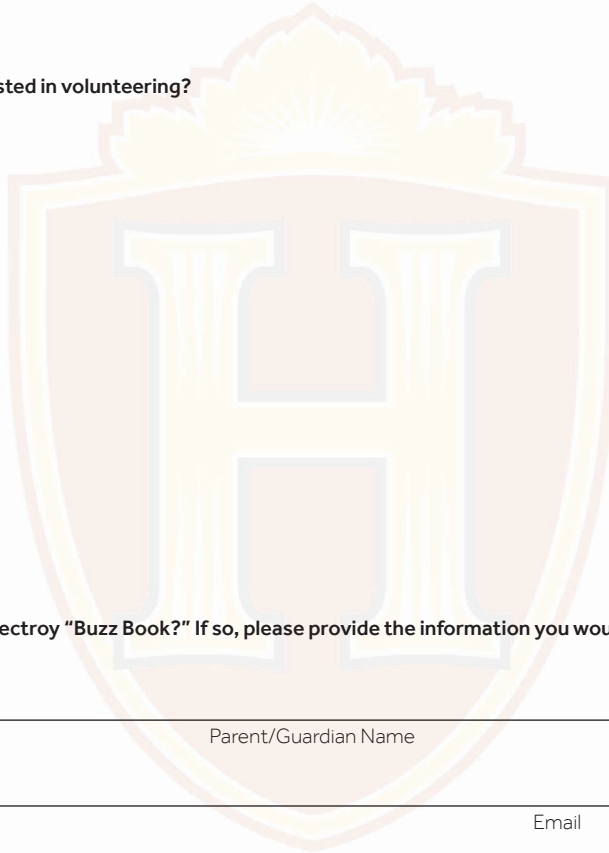 sted in volunteering?
H
ectroy “Buzz Book?” If so, please provide the information you wou
Parent/Guardian Name
Email